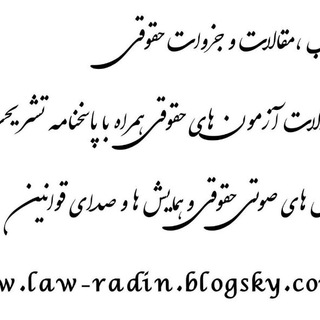 ب ،مقالات و جزوات حقوقی
لات آزمون های حقوقی همراه با پاسخنامه تشریحی
ل های صوتی حقوقی و همایش ها و صدای قوانین
w.law-radin.blogsky.co